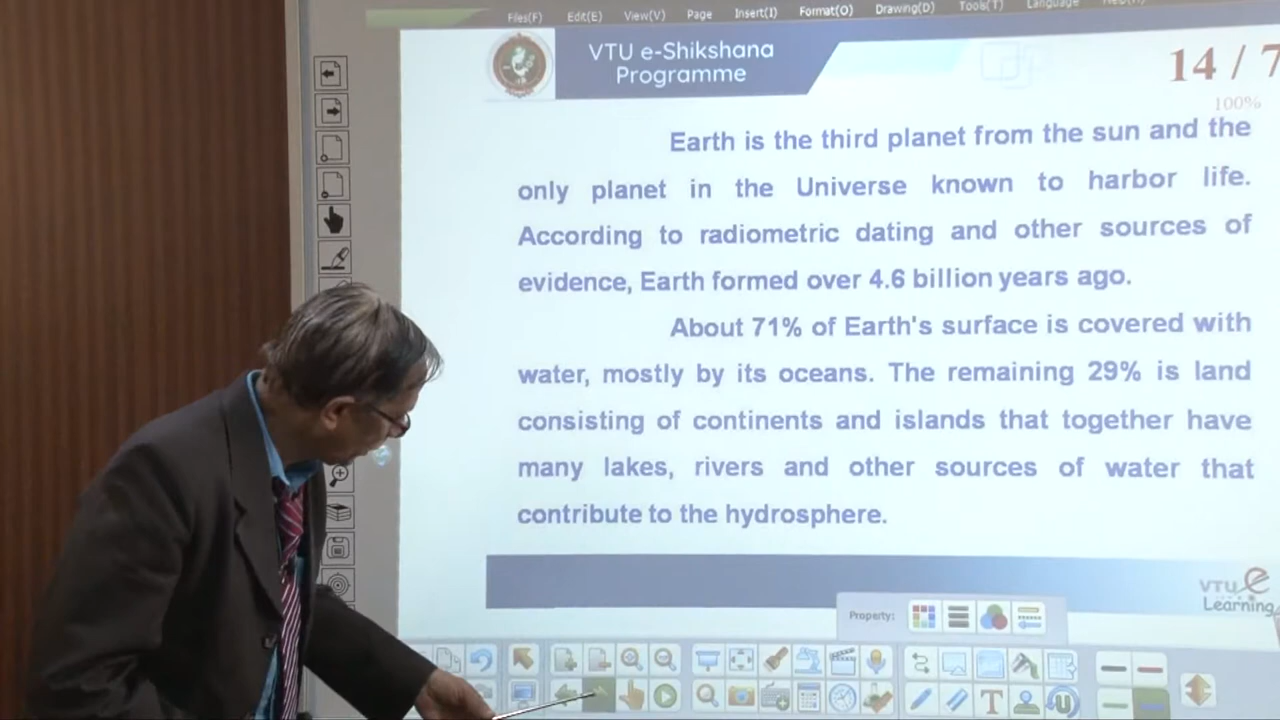 Files(F) Edit(E) View(V) Page Insert(I) Format(O) Drawing(D) Tools(T) Language
VTU e-Shikshana
Programme
14 / 7
100%
Earth is the third planet from the sun and the
only planet in the Universe known to harbor life.
According to radiometric dating and other sources of
evidence, Earth formed over 4.6 billion years ago.
About 71% of Earth's surface is covered with
water, mostly by its oceans. The remaining 29% is land
consisting of continents and islands that together have
many lakes, rivers and other sources of water that
contribute to the hydrosphere.
VTU e
Learning
Property: